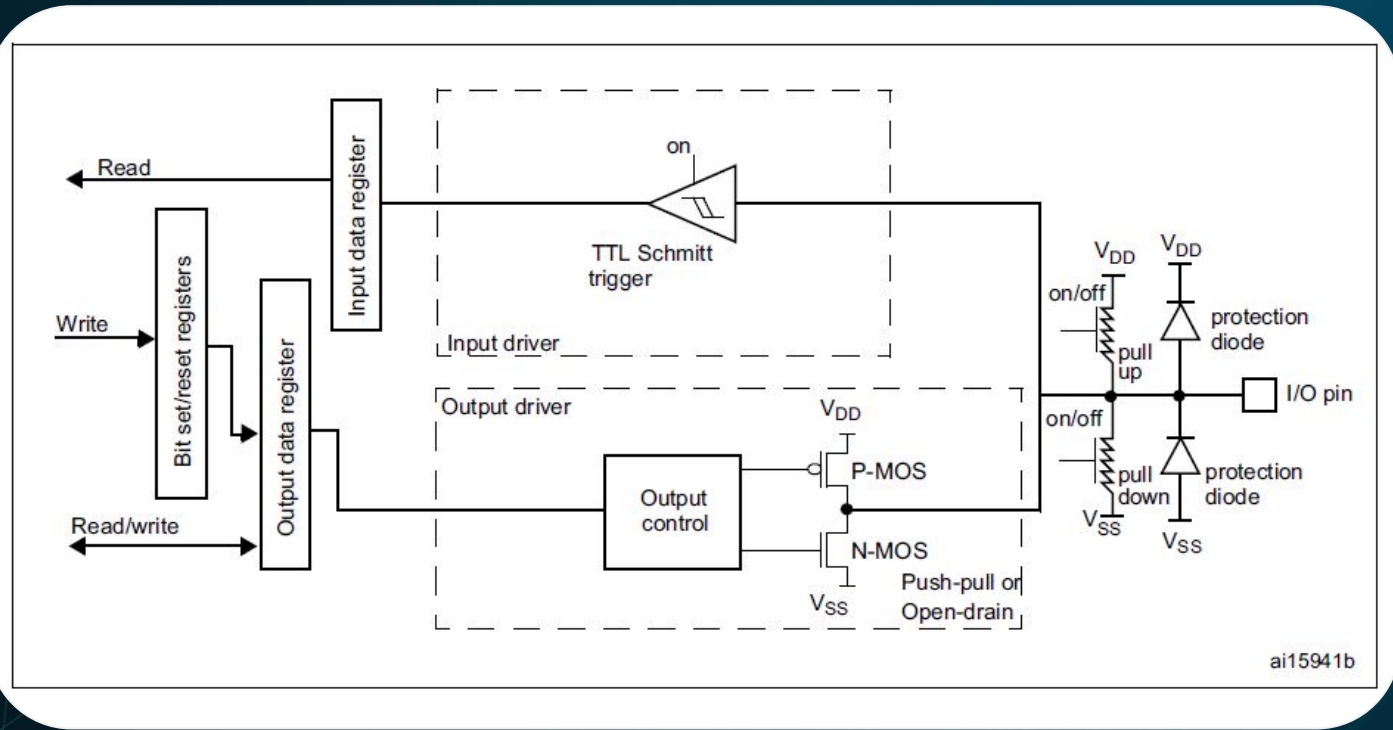 Read
Bit set/reset registers
Write
Output data register
Read/write
Input data register
on
TTL Schmitt
trigger
Input driver
Output driver
Output
control
VDD
P-MOS
N-MOS
VSS
Push-pull or
Open-drain
VDD
on/off
pull
up
on/off
pull
down
VSS
VDD
protection
diode
protection
diode
VSS
I/O pin
ai15941b